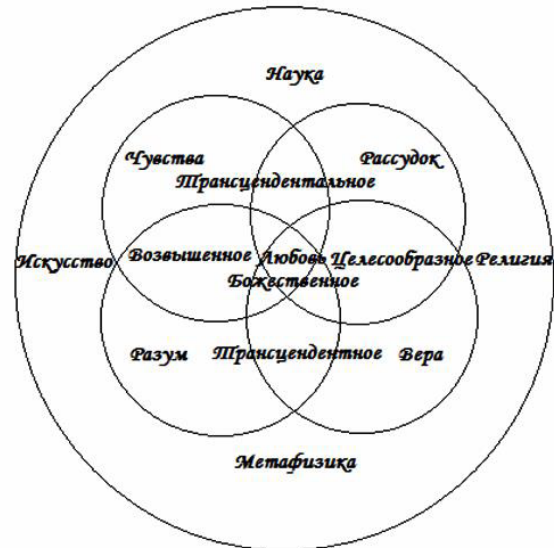 Наука
Чувства Рассудок
Трансцендентальное
Искусство Возвышенное Любовь Целесообразное Религия
Божественное
Разум Трансцендентное Вера
Метафизика